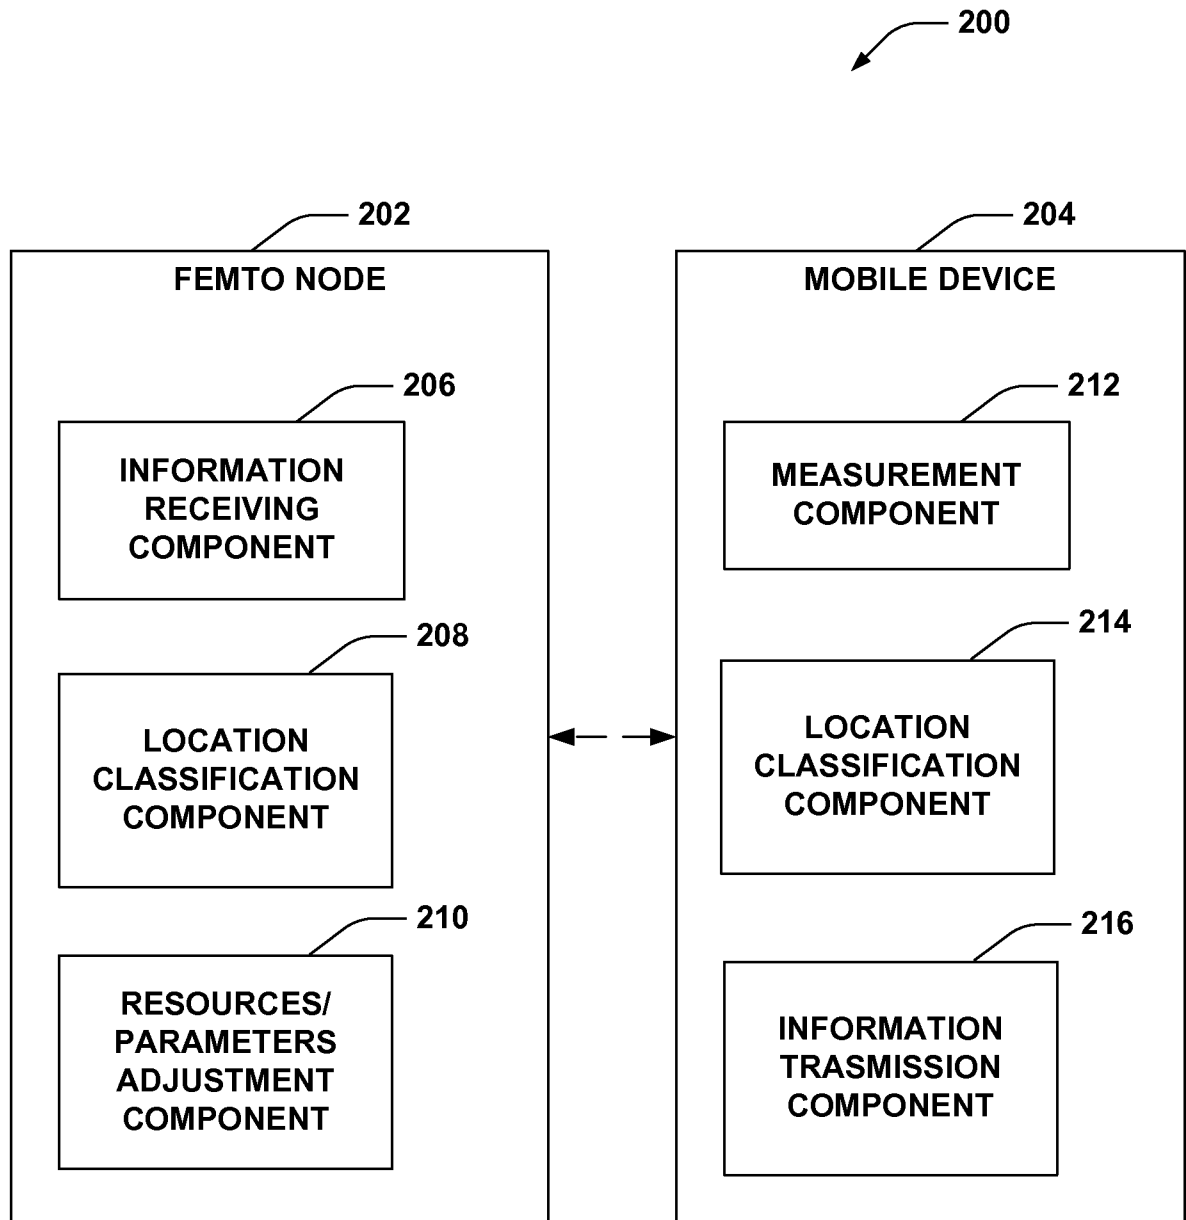 200
202
FEMTO NODE
206
INFORMATION
RECEIVING
COMPONENT
208
LOCATION
CLASSIFICATION
COMPONENT
210
RESOURCES/
PARAMETERS
ADJUSTMENT
COMPONENT
204
MOBILE DEVICE
212
MEASUREMENT
COMPONENT
214
LOCATION
CLASSIFICATION
COMPONENT
216
INFORMATION
TRASMISSION
COMPONENT